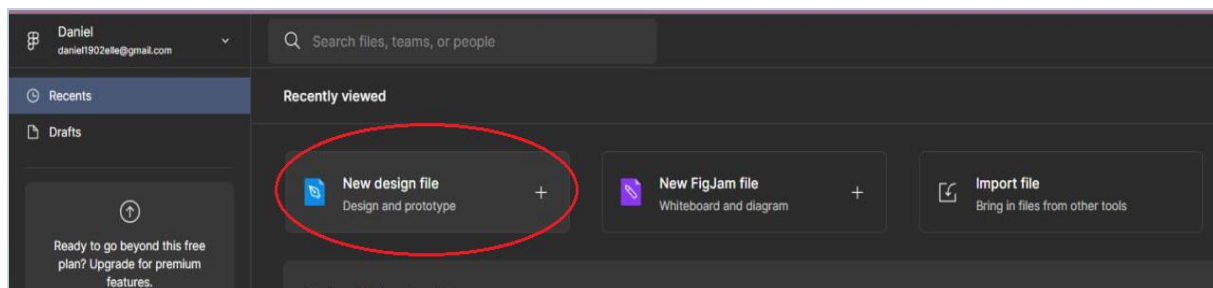 Daniel
daniel1902elle@gmail.com
Search files, teams, or people
Recents
Drafts
Recently viewed
New design file
Design and prototype
New FigJam file
Whiteboard and diagram
Import file
Bring in files from other tools
Ready to go beyond this free
plan? Upgrade for premium
features.